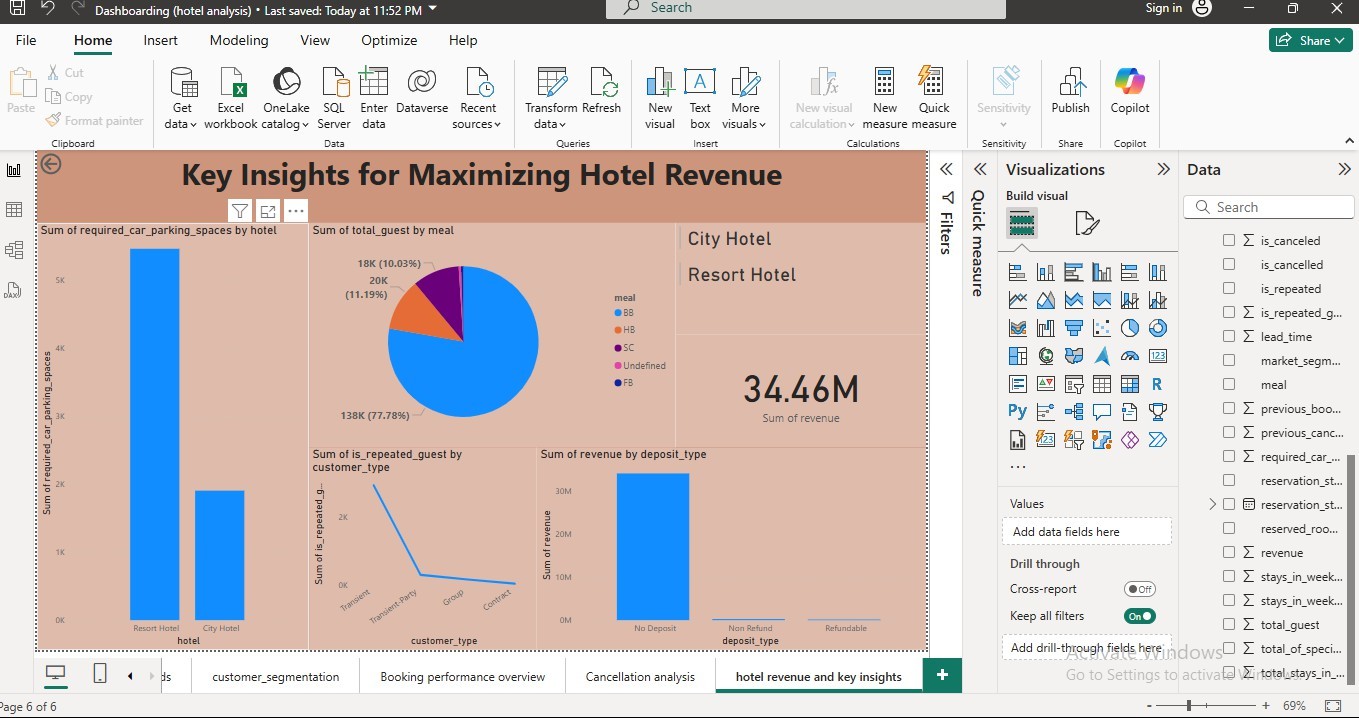 Dashboarding (hotel analysis) • Last saved: Today at 11:52 PM
Search
Sign in
File
Home
Insert
Modeling
View
Optimize
Help
Share
Paste
Cut
Copy
Format painter
Clipboard
Get data
Excel workbook
OneLake catalog
SQL Server
Enter data
Dataverse
Recent sources
Data
Transform data
Refresh
Queries
New visual
Text box
More visuals
Insert
New visual calculation
New measure
Quick measure
Calculations
Sensitivity
Sensitivity
Publish
Share
Copilot
Copilot
Key Insights for Maximizing Hotel Revenue
Sum of required_car_parking_spaces by hotel
Sum of required_car_parking_spaces
5K
4K
3K
2K
1K
0K
Resort Hotel
City Hotel
hotel
Sum of total_guest by meal
18K (10.03%)
20K
(11.19%)
138K (77.78%)
meal
BB
HB
SC
Undefined
FB
City Hotel
Resort Hotel
34.46M
Sum of revenue
Sum of is_repeated_guest by
customer_type
Sum of is_repeated_g...
2K
0K
Transient
Transient-Party
Group
Contract
customer_type
Sum of revenue by deposit_type
Sum of revenue
30M
20M
10M
0M
No Deposit
Non Refund
Refundable
deposit_type
Filters
Quick measure
Visualizations
Build visual
123
R
Py
123
...
Values
Add data fields here
Drill through
Cross-report
Off
Keep all filters
On
Add drill-through fields here
Data
Search
is_canceled
is_cancelled
is_repeated
is_repeated_g...
lead_time
market_segm...
meal
previous_boo...
previous_canc...
required_car_...
reservation_st...
reservation_st...
reserved_roo...
revenue
stays_in_week...
stays_in_week...
total_guest
total_of_speci...
total_stays_in_...
Activate Windows
Go to Settings to activate Windows.
ds
customer_segmentation
Booking performance overview
Cancellation analysis
hotel revenue and key insights
+
Page 6 of 6
- + 69%